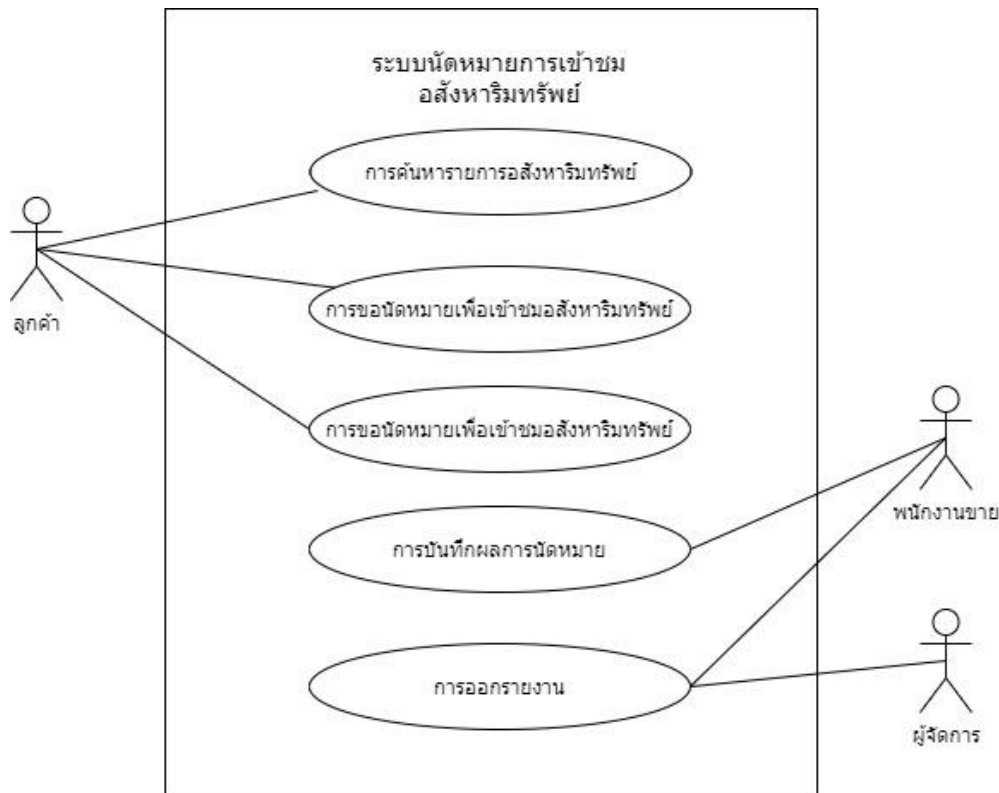 ระบบนัดหมายการเข้าชม
อสังหาริมทรัพย์
การค้นหารายการอสังหาริมทรัพย์
การขอนัดหมายเพื่อเข้าชมอสังหาริมทรัพย์
ลูกค้า
การขอนัดหมายเพื่อเข้าชมอสังหาริมทรัพย์
พนักงานขาย
การบันทึกผลการนัดหมาย
การออกรายงาน
ผู้จัดการ